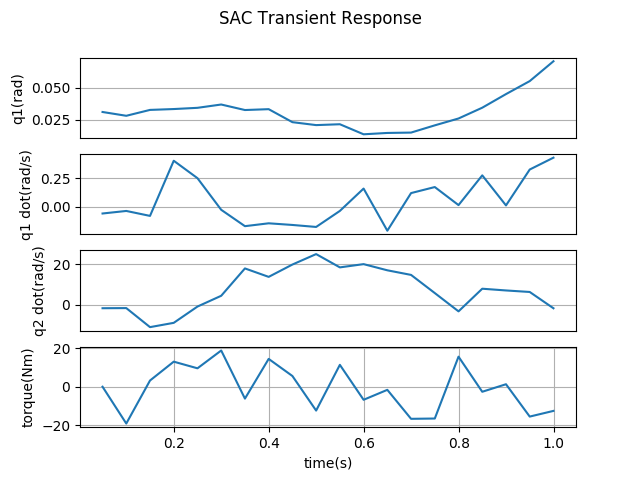 SAC Transient Response
q1(rad)
0.050
0.025
q1 dot(rad/s)
0.25
0.00
q2 dot(rad/s)
20
0
torque(Nm)
20
0
−20
0.2 0.4 0.6 0.8 1.0
time(s)